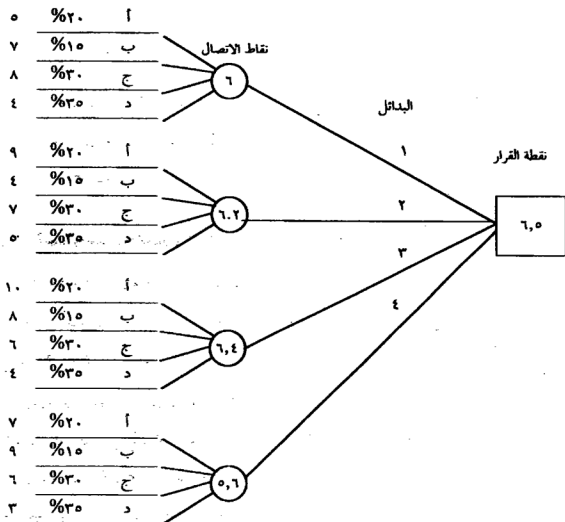 أ %٢٠ ٥
ب %١٥ ٧
ج %٣٠ ٨
د %٣٥ ٤
نقاط الاتصال
٦
البدائل
نقطة القرار
١
٢
٣
٤
٦,٥
أ %٢٠ ٩
ب %١٥ ٤
ج %٣٠ ٧
د %٣٥ ٥
٦.٢
أ %٢٠ ١٠
ب %١٥ ٨
ج %٣٠ ٦
د %٣٥ ٤
٦,٤
أ %٢٠ ٧
ب %١٥ ٩
ج %٣٠ ٦
د %٣٥ ٣
٥,٦